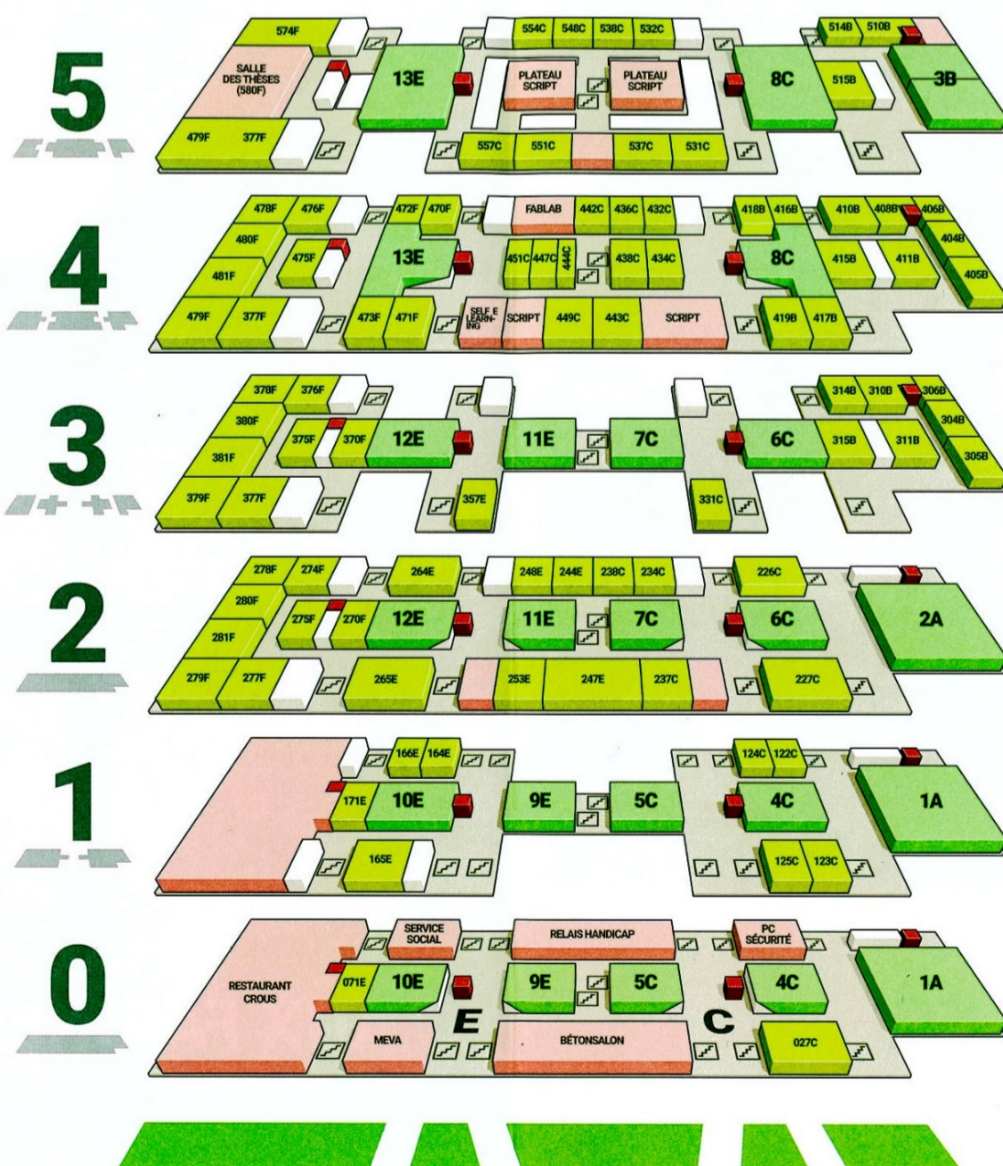 5
574F
554C 548C 538C 532C
514B 510B
SALLE
DES THÈSES
(580F)
13E
PLATEAU
SCRIPT
PLATEAU
SCRIPT
8C
515B
3B
479F 377F
557C 551C 537C 531C
4
478F 476F
472F 470F
FABLAB
442C 436C 432C
418B 416B
410B 408B 406B
480F
475F
13E
451C 447C 444C
438C 434C
8C
415B 411B
404B
405B
481F
479F 377F
473F 471F
SELF E
LEARN-
ING
SCRIPT
449C 443C
SCRIPT
419B 417B
3
378F 376F
314B 310B 306B
380F
375F 370F
12E
11E
7C
6C
315B 311B
304B
305B
381F
379F 377F
357E
331C
2
278F 274F
264E
248E 244E 238C 234C
226C
280F
275F 270F
12E
11E
7C
6C
2A
281F
279F 277F
265E
253E 247E 237C
227C
1
166E 164E
124C 122C
171E
10E
9E
5C
4C
1A
165E
125C 123C
0
SERVICE
SOCIAL
RELAIS HANDICAP
PC
SÉCURITÉ
RESTAURANT
CROUS
071E
10E
9E
5C
4C
1A
E
C
MEVA
BÉTONSALON
027C